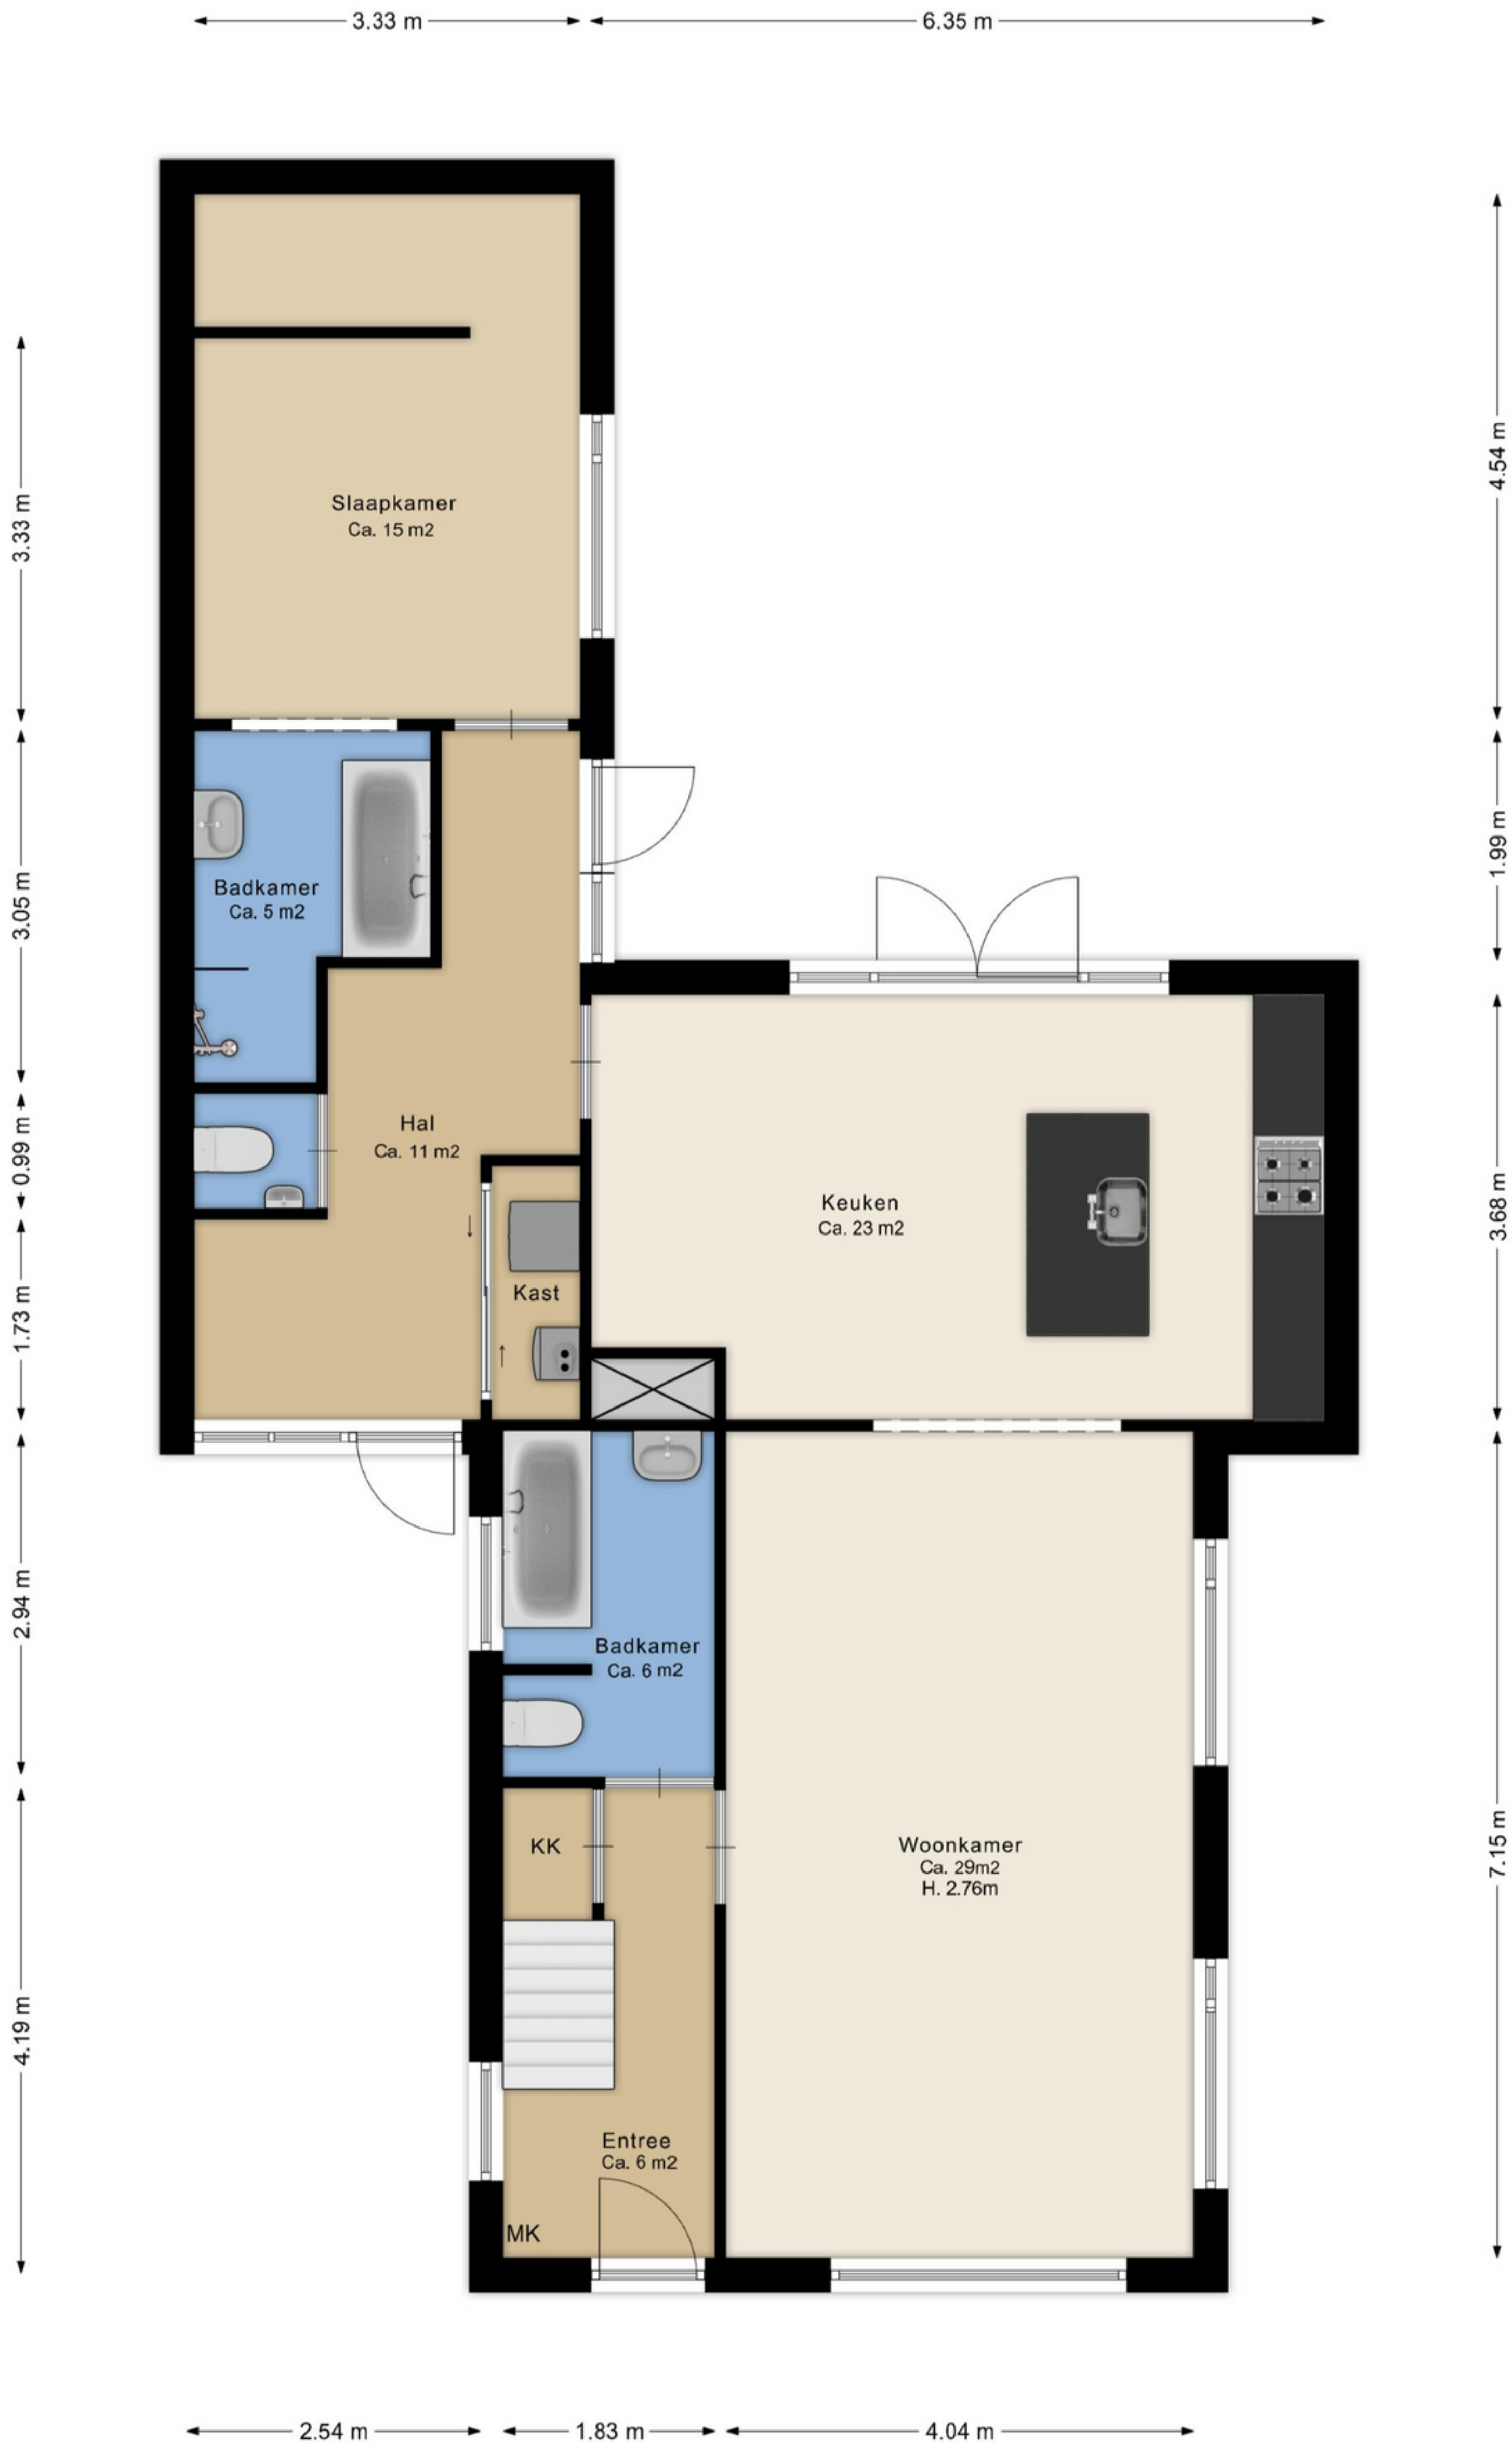 3.33 m
6.35 m
4.54 m
3.33 m
Slaapkamer
Ca. 15 m2
1.99 m
3.05 m
Badkamer
Ca. 5 m2
0.99 m
Hal
Ca. 11 m2
Keuken
Ca. 23 m2
3.68 m
1.73 m
Kast
2.94 m
Badkamer
Ca. 6 m2
KK
Woonkamer
Ca. 29m2
H. 2.76m
7.15 m
4.19 m
Entree
Ca. 6 m2
MK
2.54 m
1.83 m
4.04 m